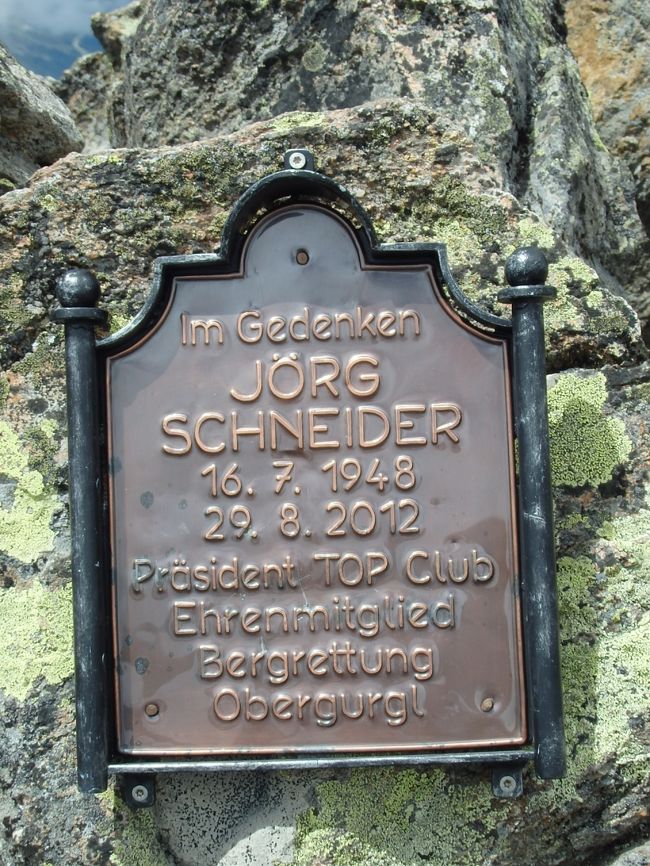 Im Gedenken
JÖRG
SCHNEIDER
16. 7. 1948
29. 8. 2012
Präsident TOP Club
Ehrenmitglied
Bergrettung
Obergurgl